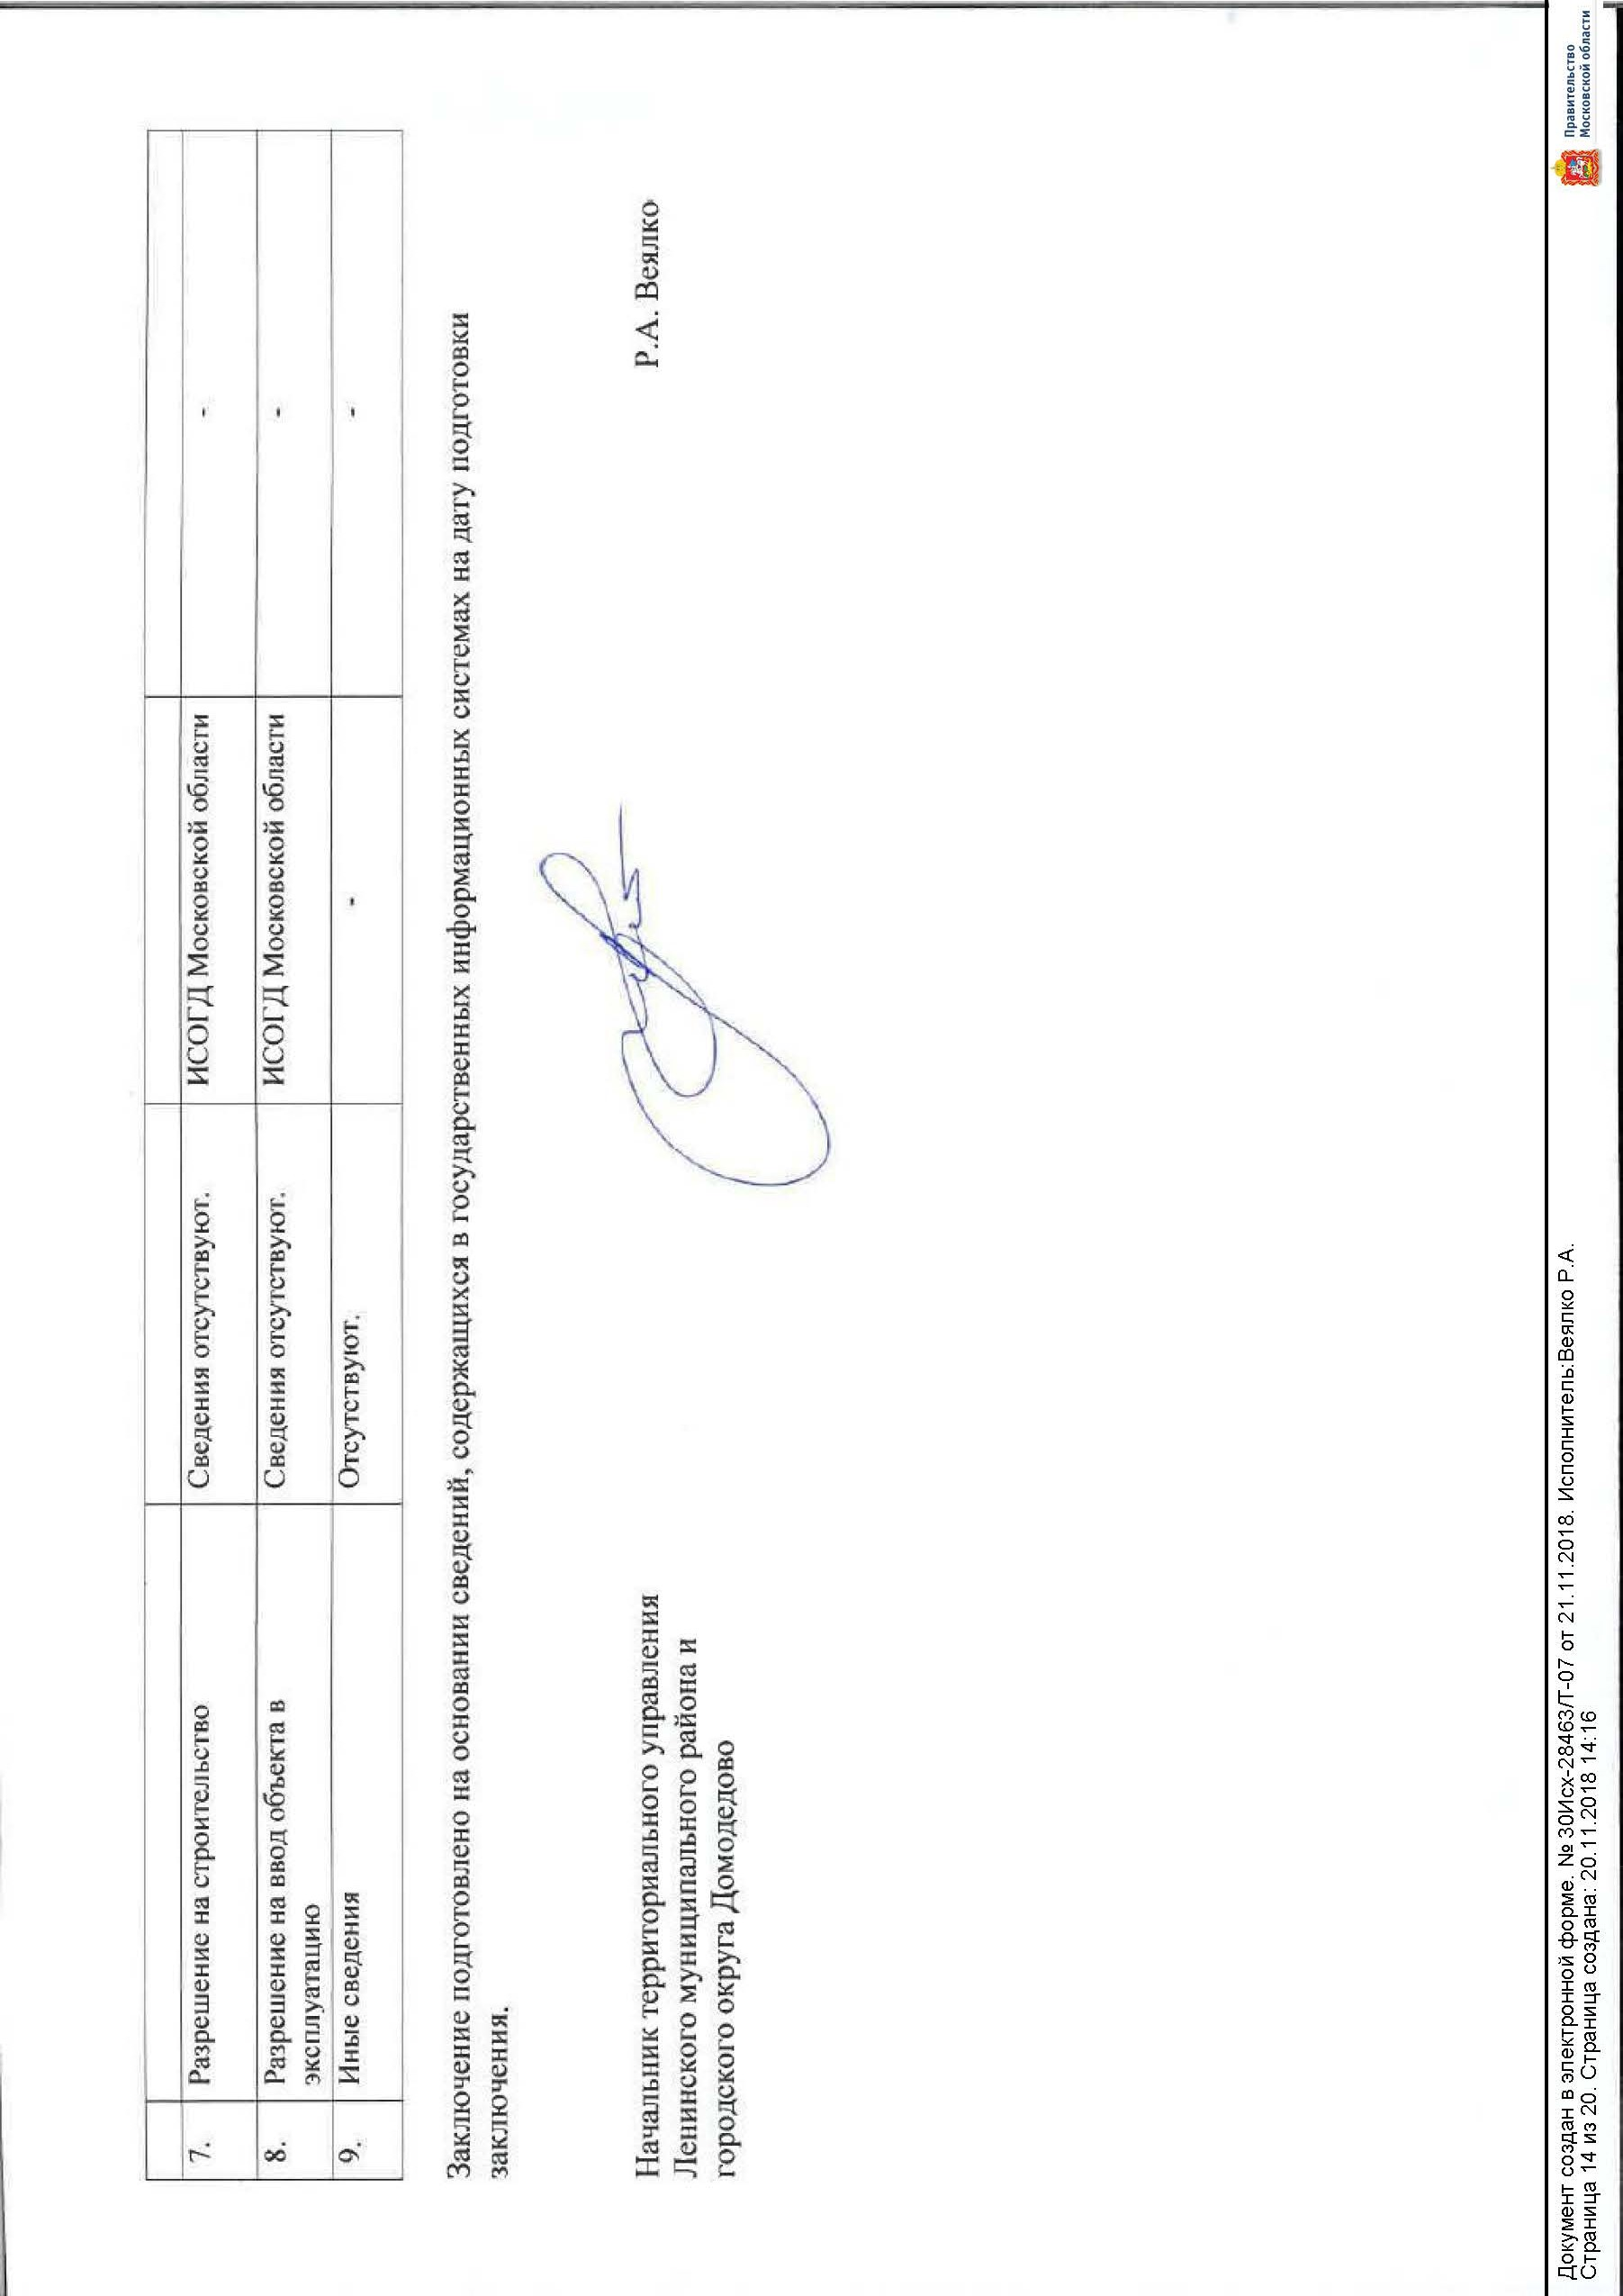 7. Разрешение на строительство Сведения отсутствуют. ИСОГД Московской области -
8. Разрешение на ввод объекта в Сведения отсутствуют. ИСОГД Московской области -
эксплуатацию
9. Иные сведения Отсутствуют. - -
Заключение подготовлено на основании сведений, содержащихся в государственных информационных системах на дату подготовки
заключения.
Начальник территориального управления Р.А. Веялко
Ленинского муниципального района и
городского округа Домодедово
Документ создан в электронной форме. № 30Исх-28463/Т-07 от 21.11.2018. Исполнитель:Веялко Р.А.
Страница 14 из 20. Страница создана: 20.11.2018 14:16
Правительство
Московской области